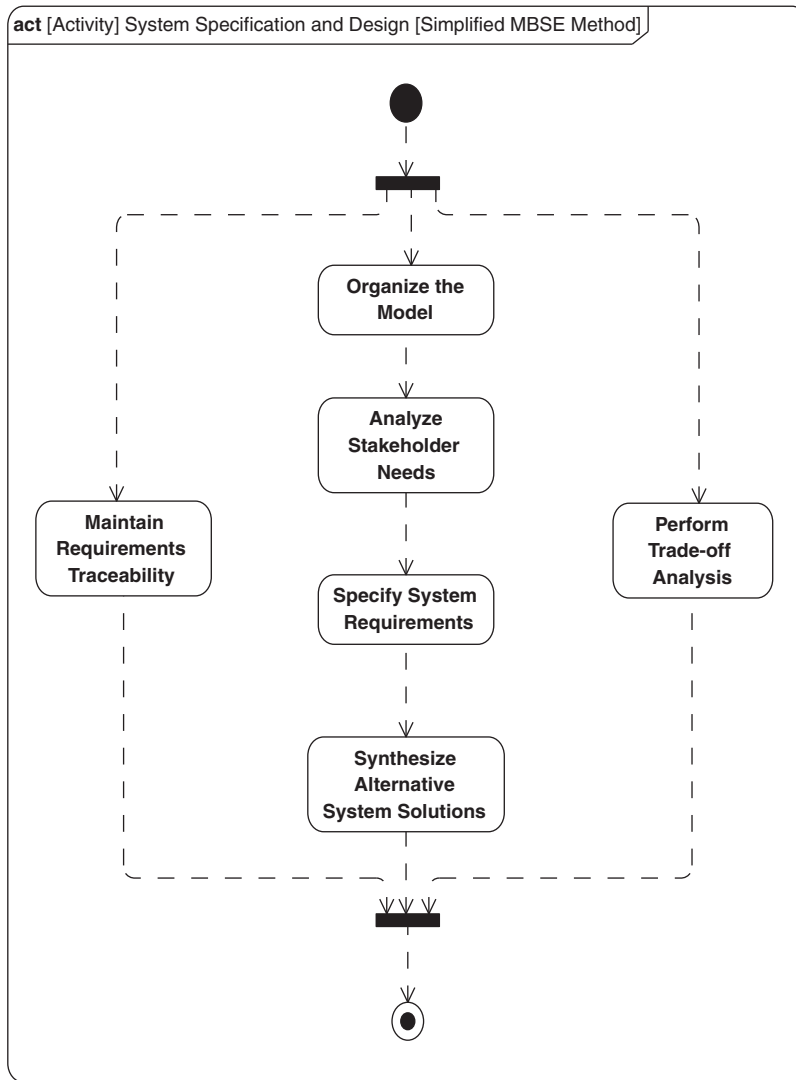 act [Activity] System Specification and Design [Simplified MBSE Method]
Organize the
Model
Analyze
Stakeholder
Needs
Maintain
Requirements
Traceability
Perform
Trade-off
Analysis
Specify System
Requirements
Synthesize
Alternative
System Solutions